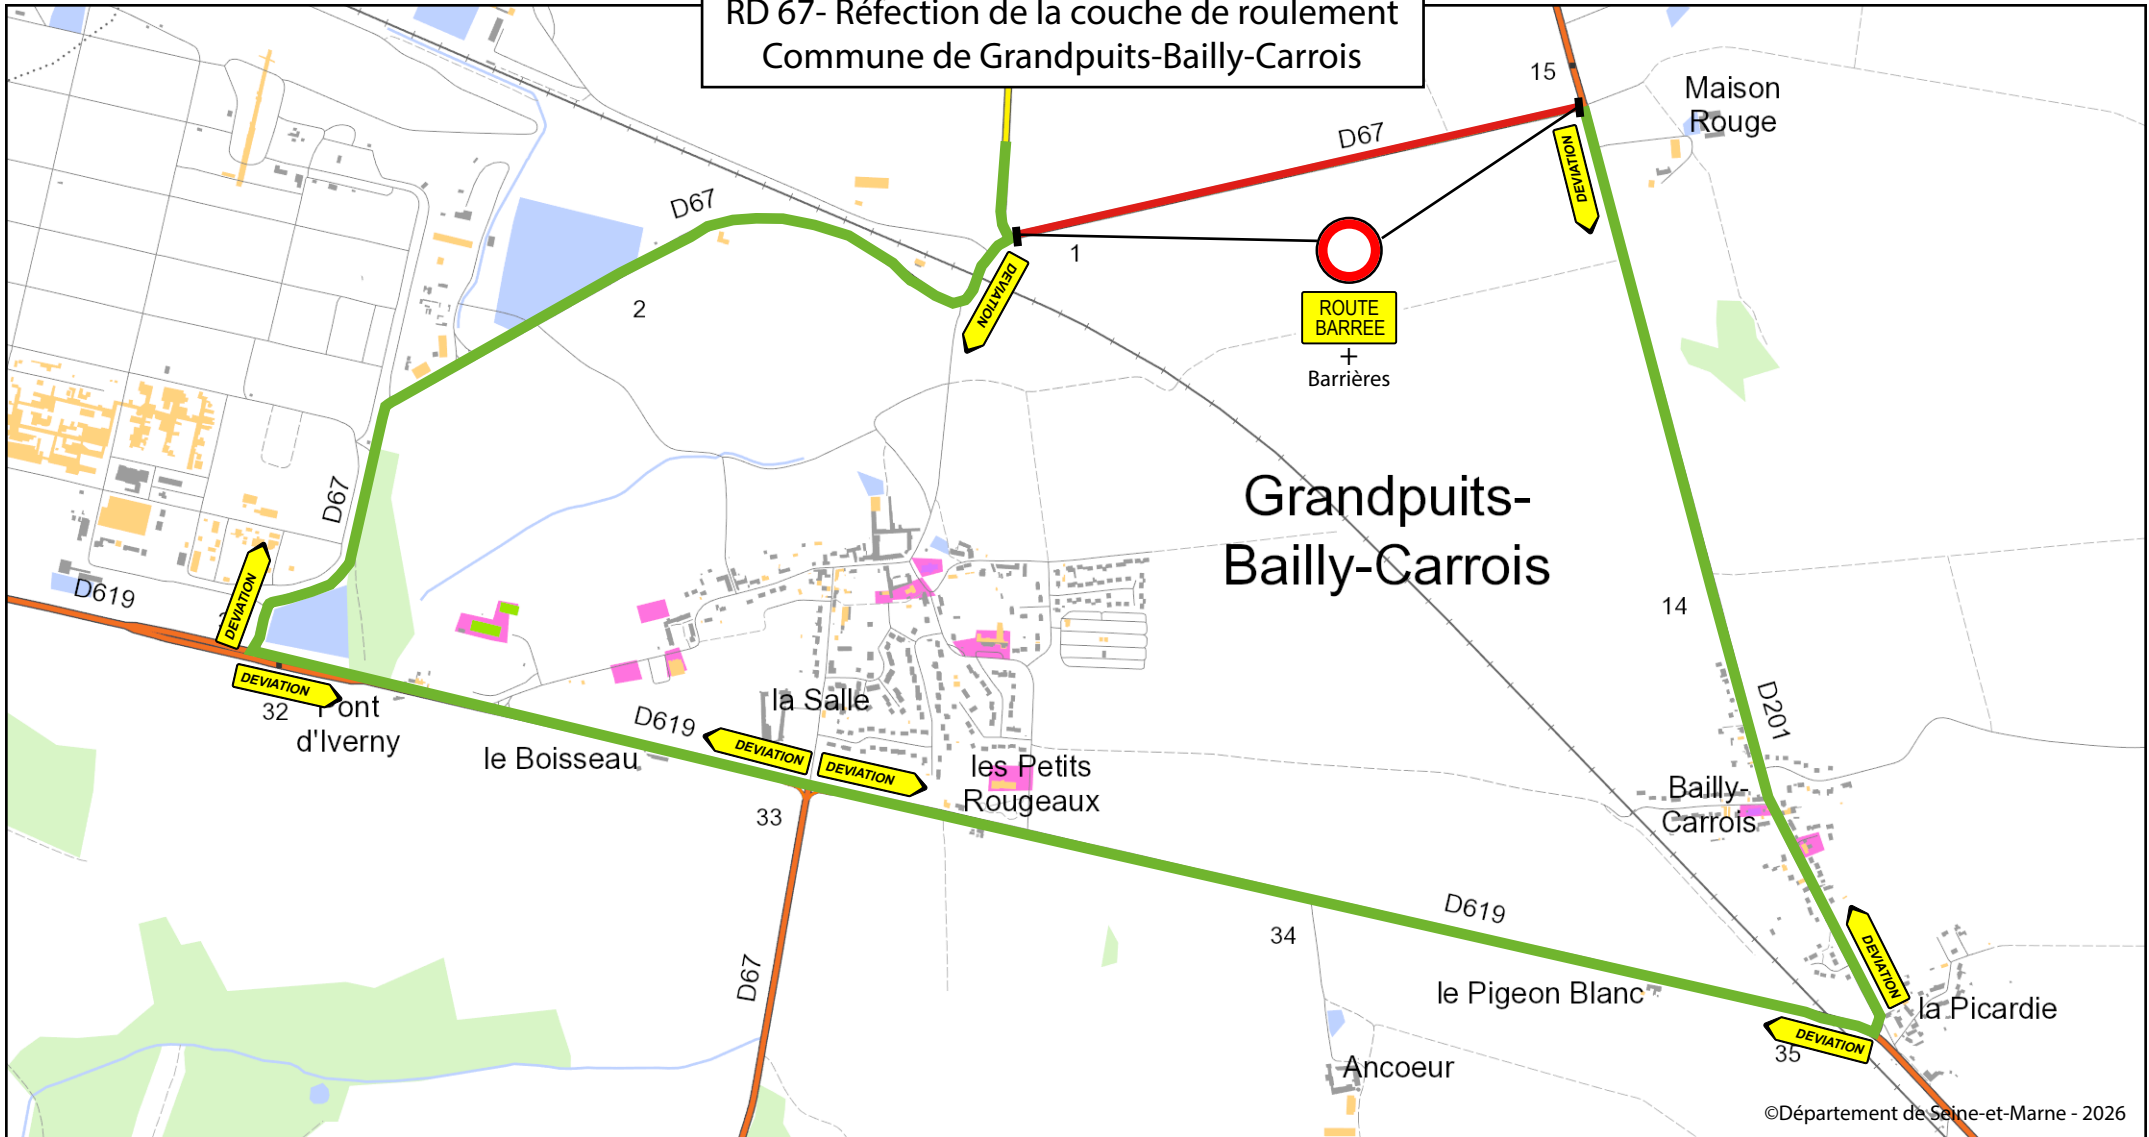 RD 67- Réfection de la couche de roulement
Commune de Grandpuits-Bailly-Carrois
15
Maison
Rouge
D67
DEVIATION
D67
1
DEVIATION
2
ROUTE
BARREE
+
Barrières
D67
Grandpuits-
Bailly-Carrois
D619
DEVIATION
14
DEVIATION
32
Pont
d'Iverny
la Salle
D619
DEVIATION
DEVIATION
D201
le Boisseau
les Petits
Rougeaux
33
Bailly-
Carrois
D619
34
D67
DEVIATION
le Pigeon Blanc
la Picardie
DEVIATION
35
Ancoeur
©Département de Seine-et-Marne - 2026